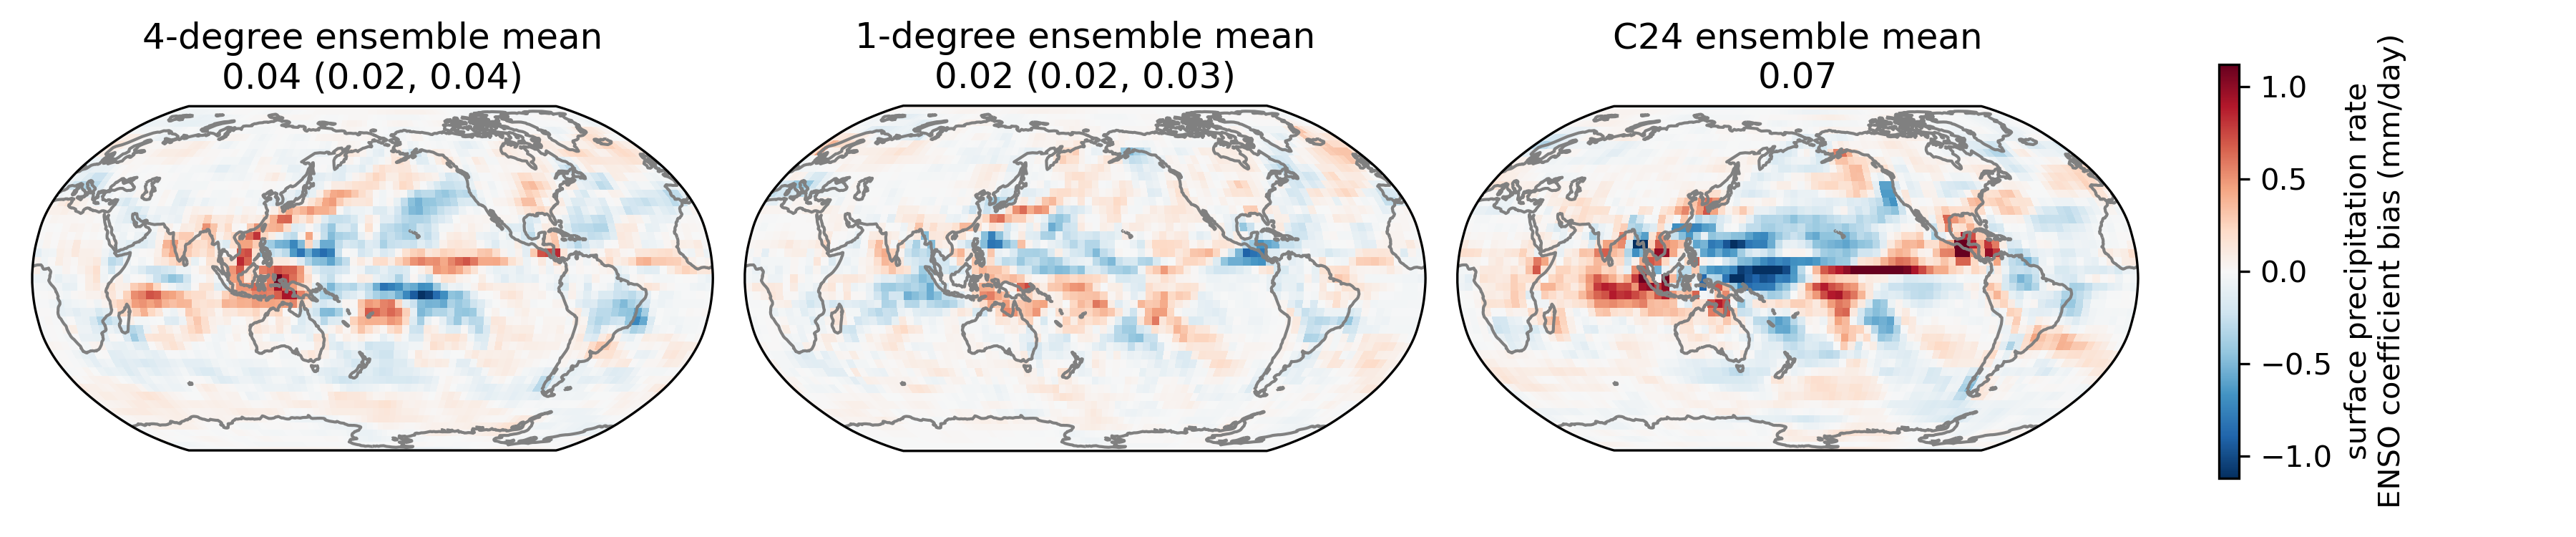 4-degree ensemble mean
0.04 (0.02, 0.04)
1-degree ensemble mean
0.02 (0.02, 0.03)
C24 ensemble mean
0.07
1.0
0.5
0.0
−0.5
−1.0
surface precipitation rate
ENSO coefficient bias (mm/day)